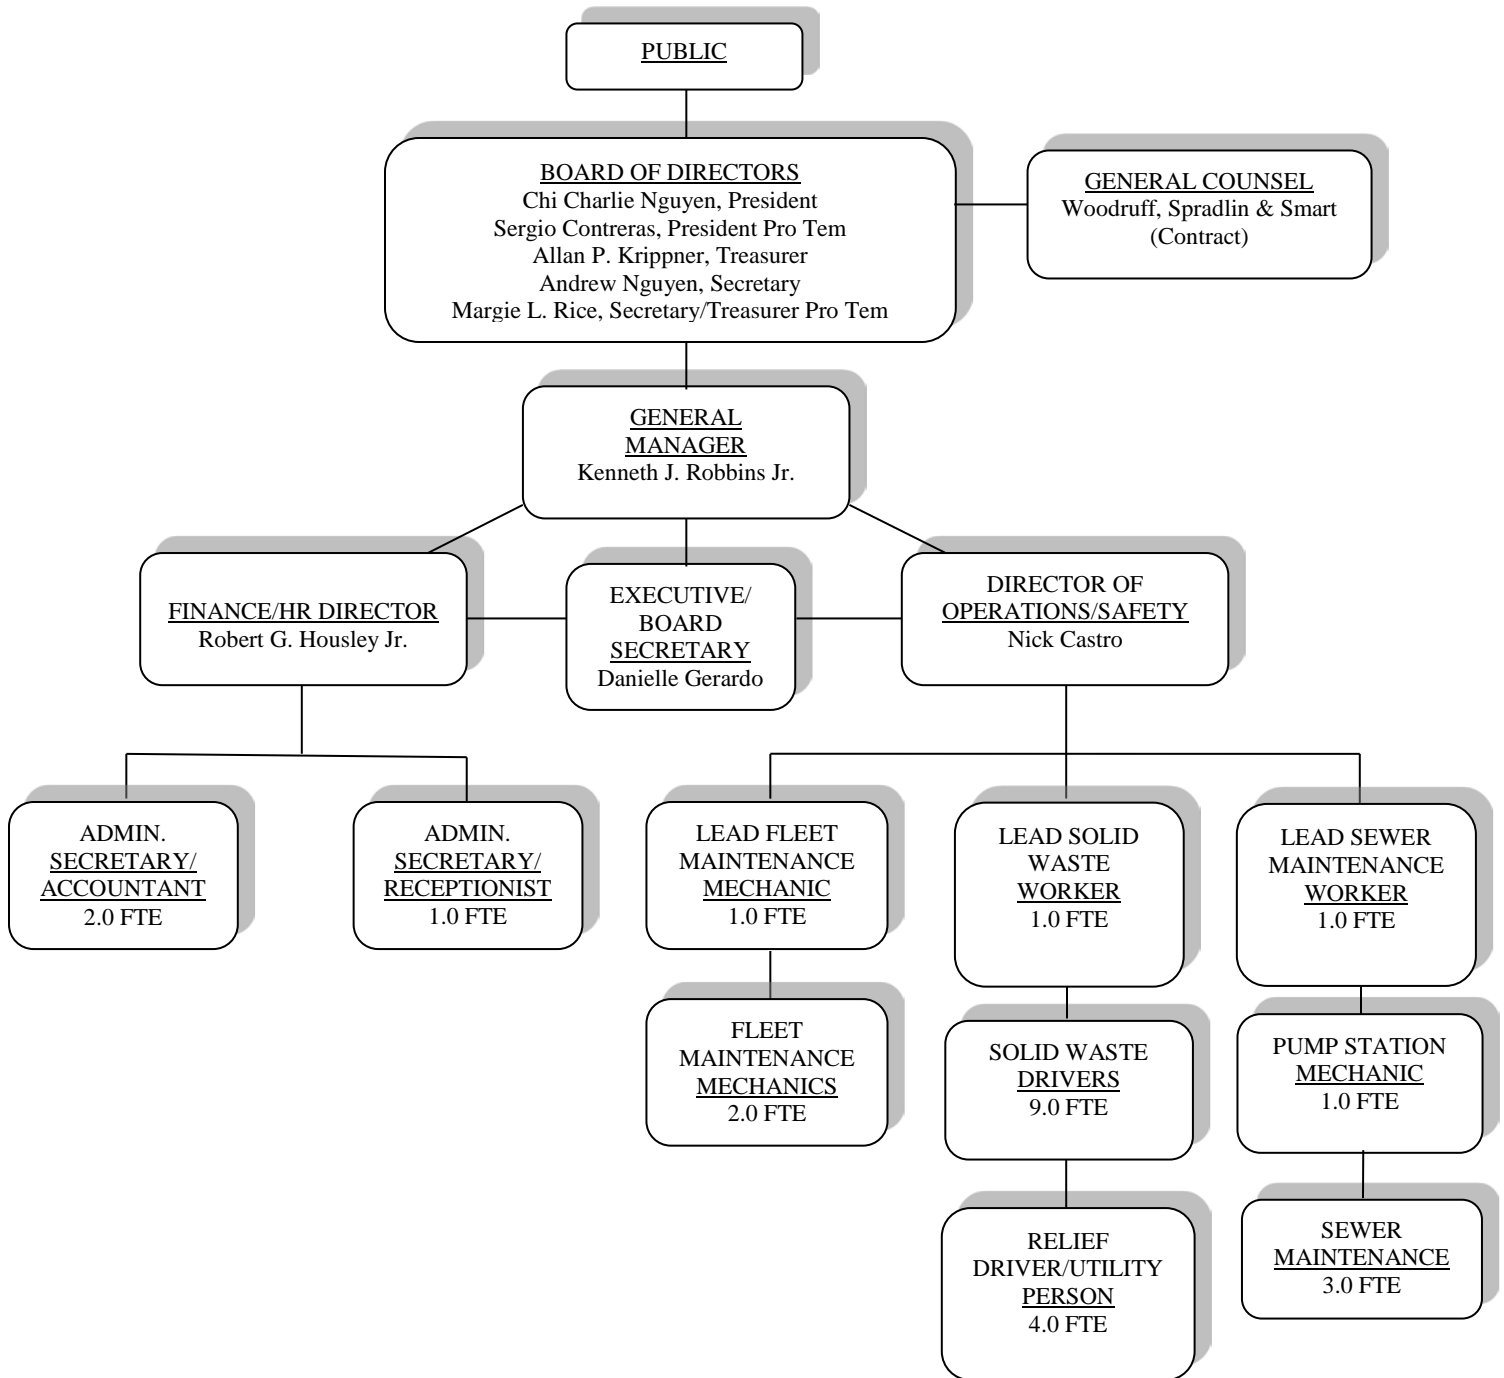 PUBLIC
BOARD OF DIRECTORS
Chi Charlie Nguyen, President
Sergio Contreras, President Pro Tem
Allan P. Krippner, Treasurer
Andrew Nguyen, Secretary
Margie L. Rice, Secretary/Treasurer Pro Tem
GENERAL COUNSEL
Woodruff, Spradlin & Smart
(Contract)
GENERAL
MANAGER
Kenneth J. Robbins Jr.
FINANCE/HR DIRECTOR
Robert G. Housley Jr.
EXECUTIVE/
BOARD
SECRETARY
Danielle Gerardo
DIRECTOR OF
OPERATIONS/SAFETY
Nick Castro
ADMIN.
SECRETARY/
ACCOUNTANT
2.0 FTE
ADMIN.
SECRETARY/
RECEPTIONIST
1.0 FTE
LEAD FLEET
MAINTENANCE
MECHANIC
1.0 FTE
LEAD SOLID
WASTE
WORKER
1.0 FTE
LEAD SEWER
MAINTENANCE
WORKER
1.0 FTE
FLEET
MAINTENANCE
MECHANICS
2.0 FTE
SOLID WASTE
DRIVERS
9.0 FTE
PUMP STATION
MECHANIC
1.0 FTE
RELIEF
DRIVER/UTILITY
PERSON
4.0 FTE
SEWER
MAINTENANCE
3.0 FTE